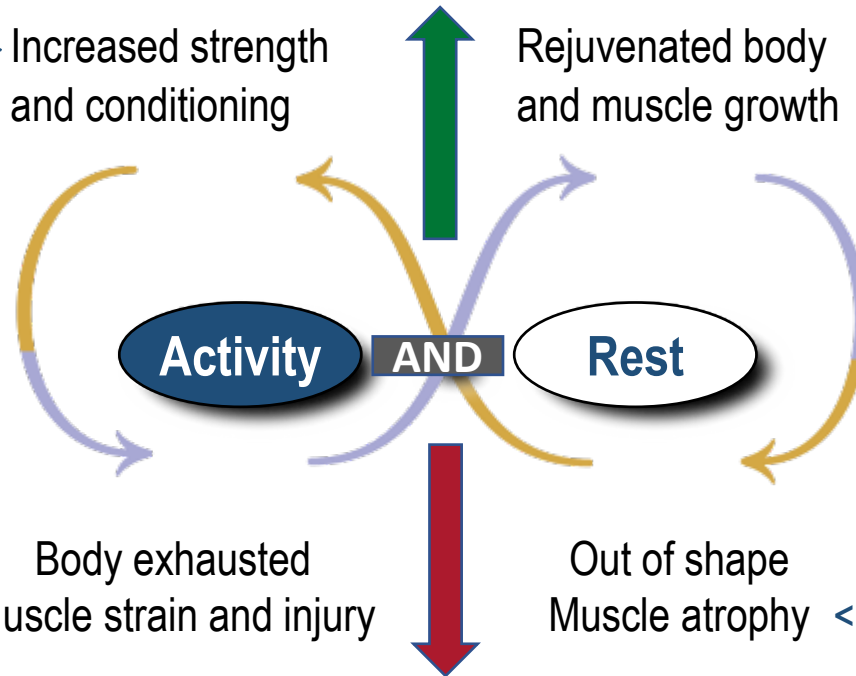 Increased strength
and conditioning
Rejuvenated body
and muscle growth
Activity
AND
Rest
Body exhausted
uscle strain and injury
Out of shape
Muscle atrophy <